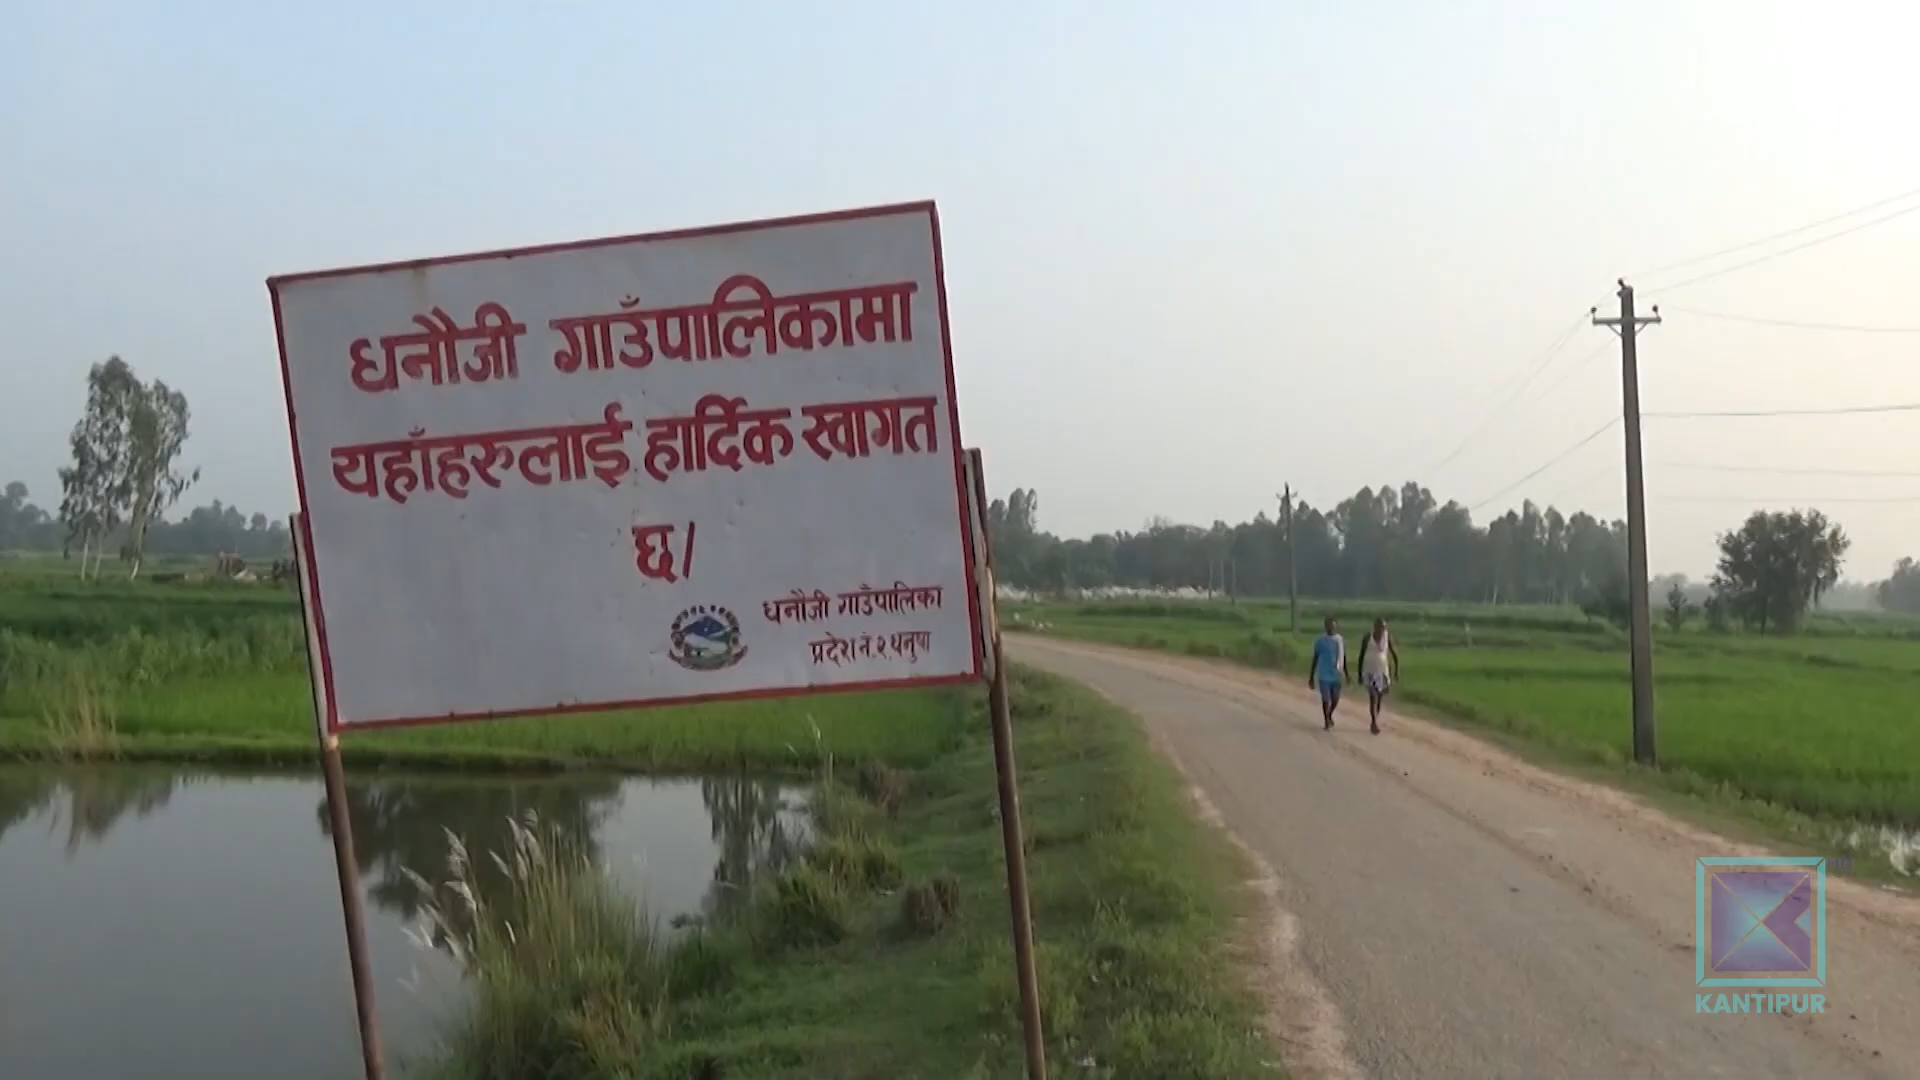 धनौजी गाउँपालिकामा
यहाँहरुलाई हार्दिक स्वागत
छ।
धनौजी गाउँपालिका
प्रदेश नं. २ धनुषा
KANTIPUR